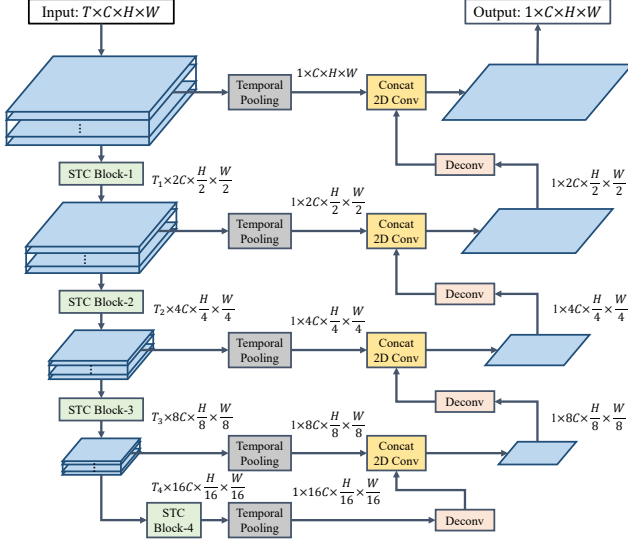 Input: T×C×H×W
Output: 1×C×H×W
Temporal
Pooling
1×C×H×W
Concat
2D Conv
STC Block-1
T₁×2C×H/2×W/2
Deconv
1×2C×H/2×W/2
1×2C×H/2×W/2
Temporal
Pooling
Concat
2D Conv
STC Block-2
T₂×4C×H/4×W/4
Deconv
1×4C×H/4×W/4
1×4C×H/4×W/4
Temporal
Pooling
Concat
2D Conv
STC Block-3
T₃×8C×H/8×W/8
Deconv
1×8C×H/8×W/8
1×8C×H/8×W/8
Temporal
Pooling
Concat
2D Conv
T₄×16C×H/16×W/16
1×16C×H/16×W/16
STC
Block-4
Temporal
Pooling
Deconv